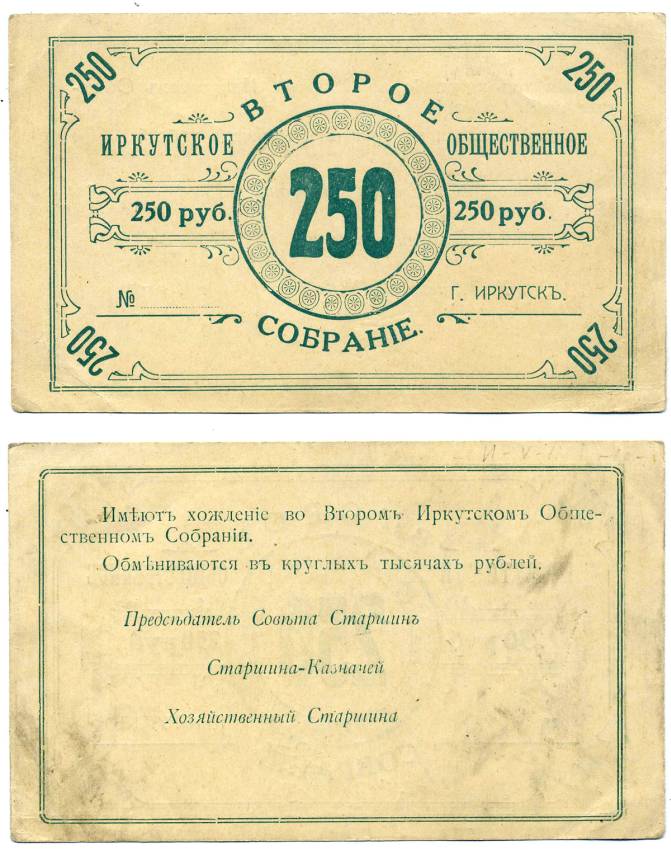 250 250
ВТОРОЕ
ИРКУТСКОЕ ОБЩЕСТВЕННОЕ
250 руб. 250 250 руб.
№ Г. ИРКУТСКЪ.
СОБРАНІЕ.
250 250
Имѣютъ хожденіе во Второмъ Иркутскомъ Обще-
ственномъ Собраніи.
Обмѣниваются въ круглыхъ тысячахъ рублей.
Предсѣдатель Совѣта Старшинъ
Старшина-Казначей
Хозяйственный Старшина